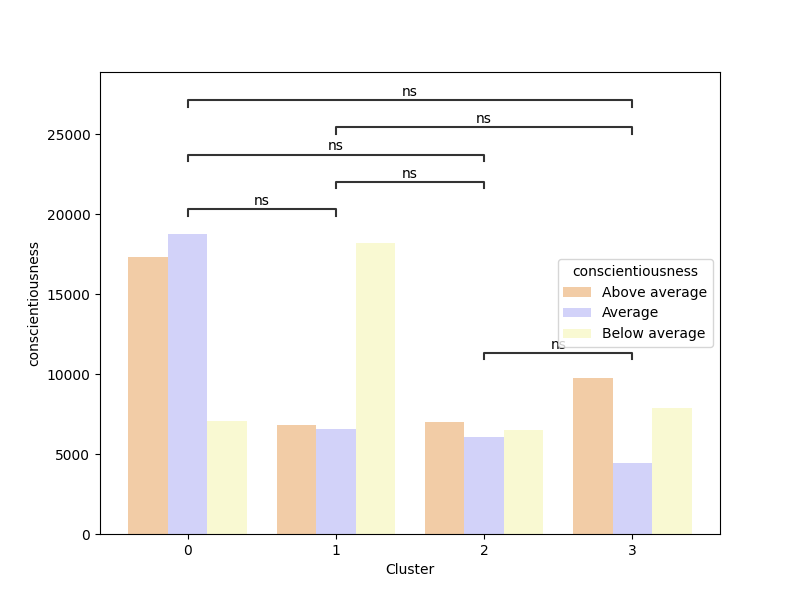 ns
ns
ns
ns
ns
ns
25000
20000
15000
10000
5000
0
conscientiousness
conscientiousness
Above average
Average
Below average
0
1
2
3
Cluster